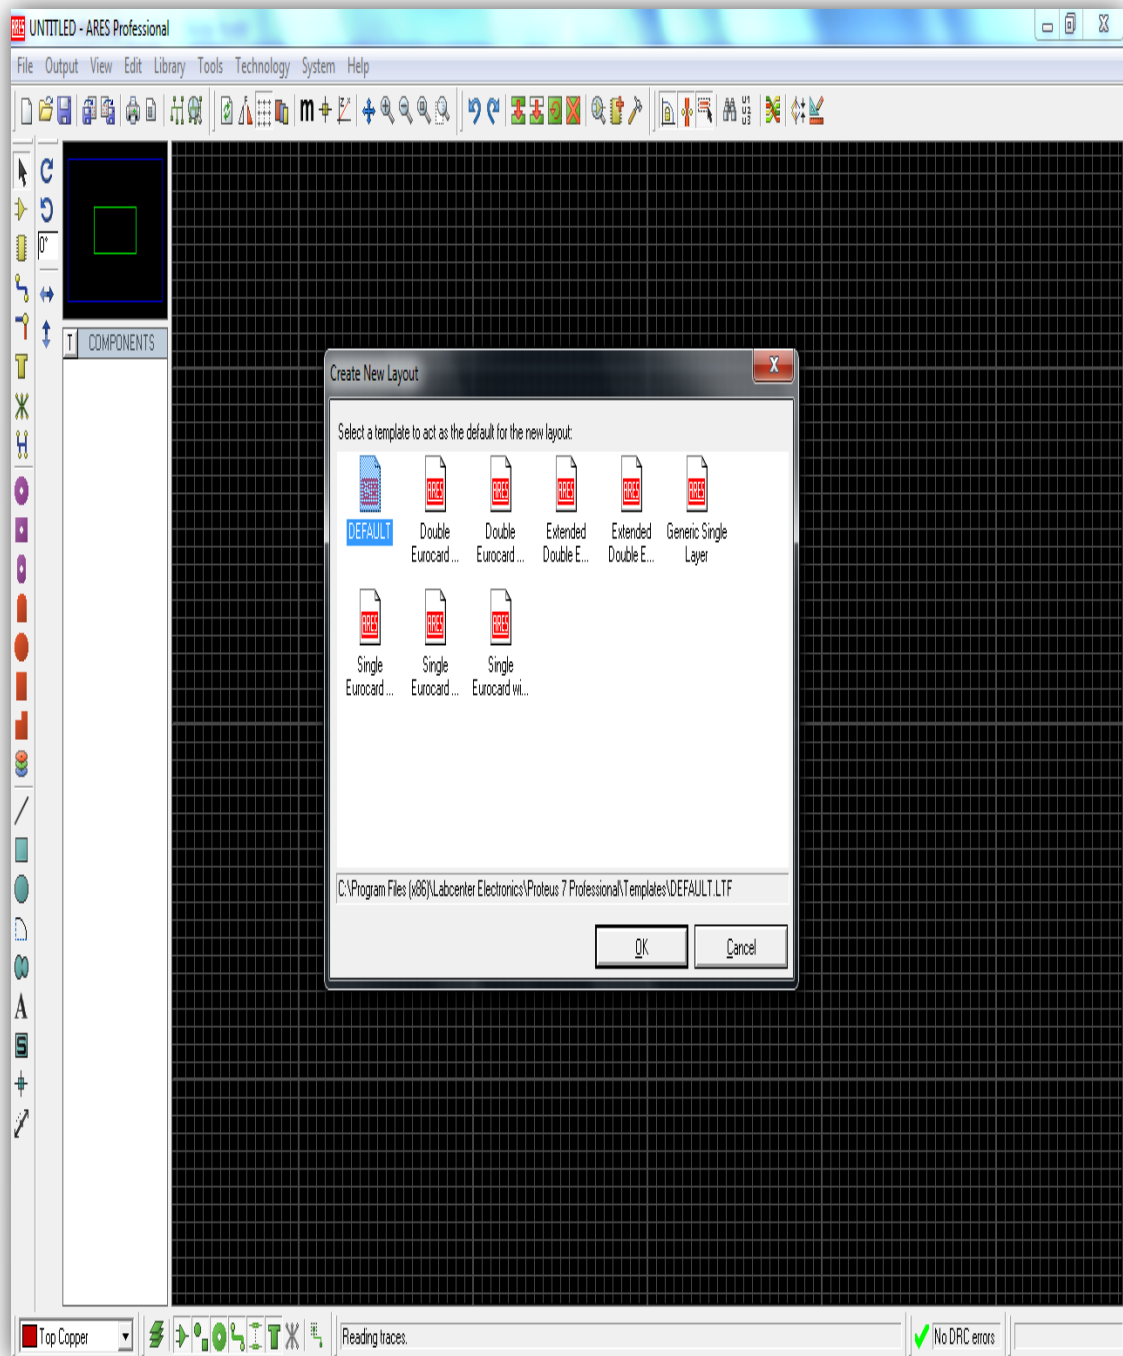 UNTITLED - ARES Professional
File Output View Edit Library Tools Technology System Help
0°
T COMPONENTS
Create New Layout
Select a template to act as the default for the new layout:
DEFAULT
Double
Eurocard ...
Double
Eurocard ...
Extended
Double E...
Extended
Double E...
Generic Single
Layer
Single
Eurocard ...
Single
Eurocard ...
Single
Eurocard wi...
C:\Program Files (x86)\Labcenter Electronics\Proteus 7 Professional\Templates\DEFAULT.LTF
OK Cancel
Top Copper
Reading traces.
No DRC errors